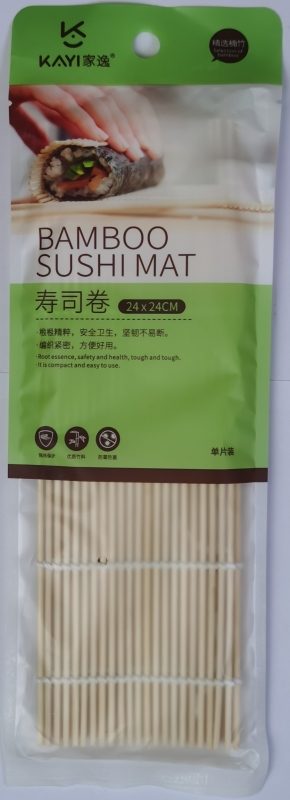 KAYI家逸®
精选楠竹
BAMBOO
SUSHI MAT
寿司卷 24 x 24CM
·根根精粹，安全卫生，坚韧不易断。
·编织紧密，方便好用。
·Root essence, safety and health, tough and tough.
·It is compact and easy to use.
单片装